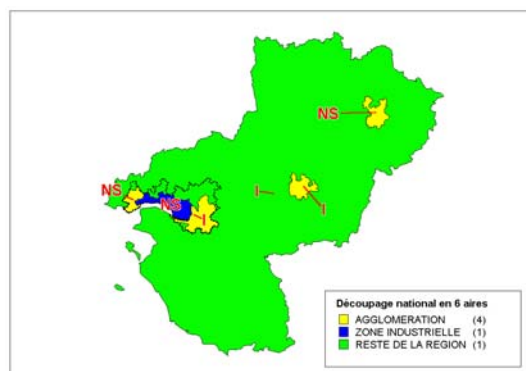 NS
NS
I
I
NS
I
Découpage national en 6 aires
AGGLOMERATION (4)
ZONE INDUSTRIELLE (1)
RESTE DE LA REGION (1)